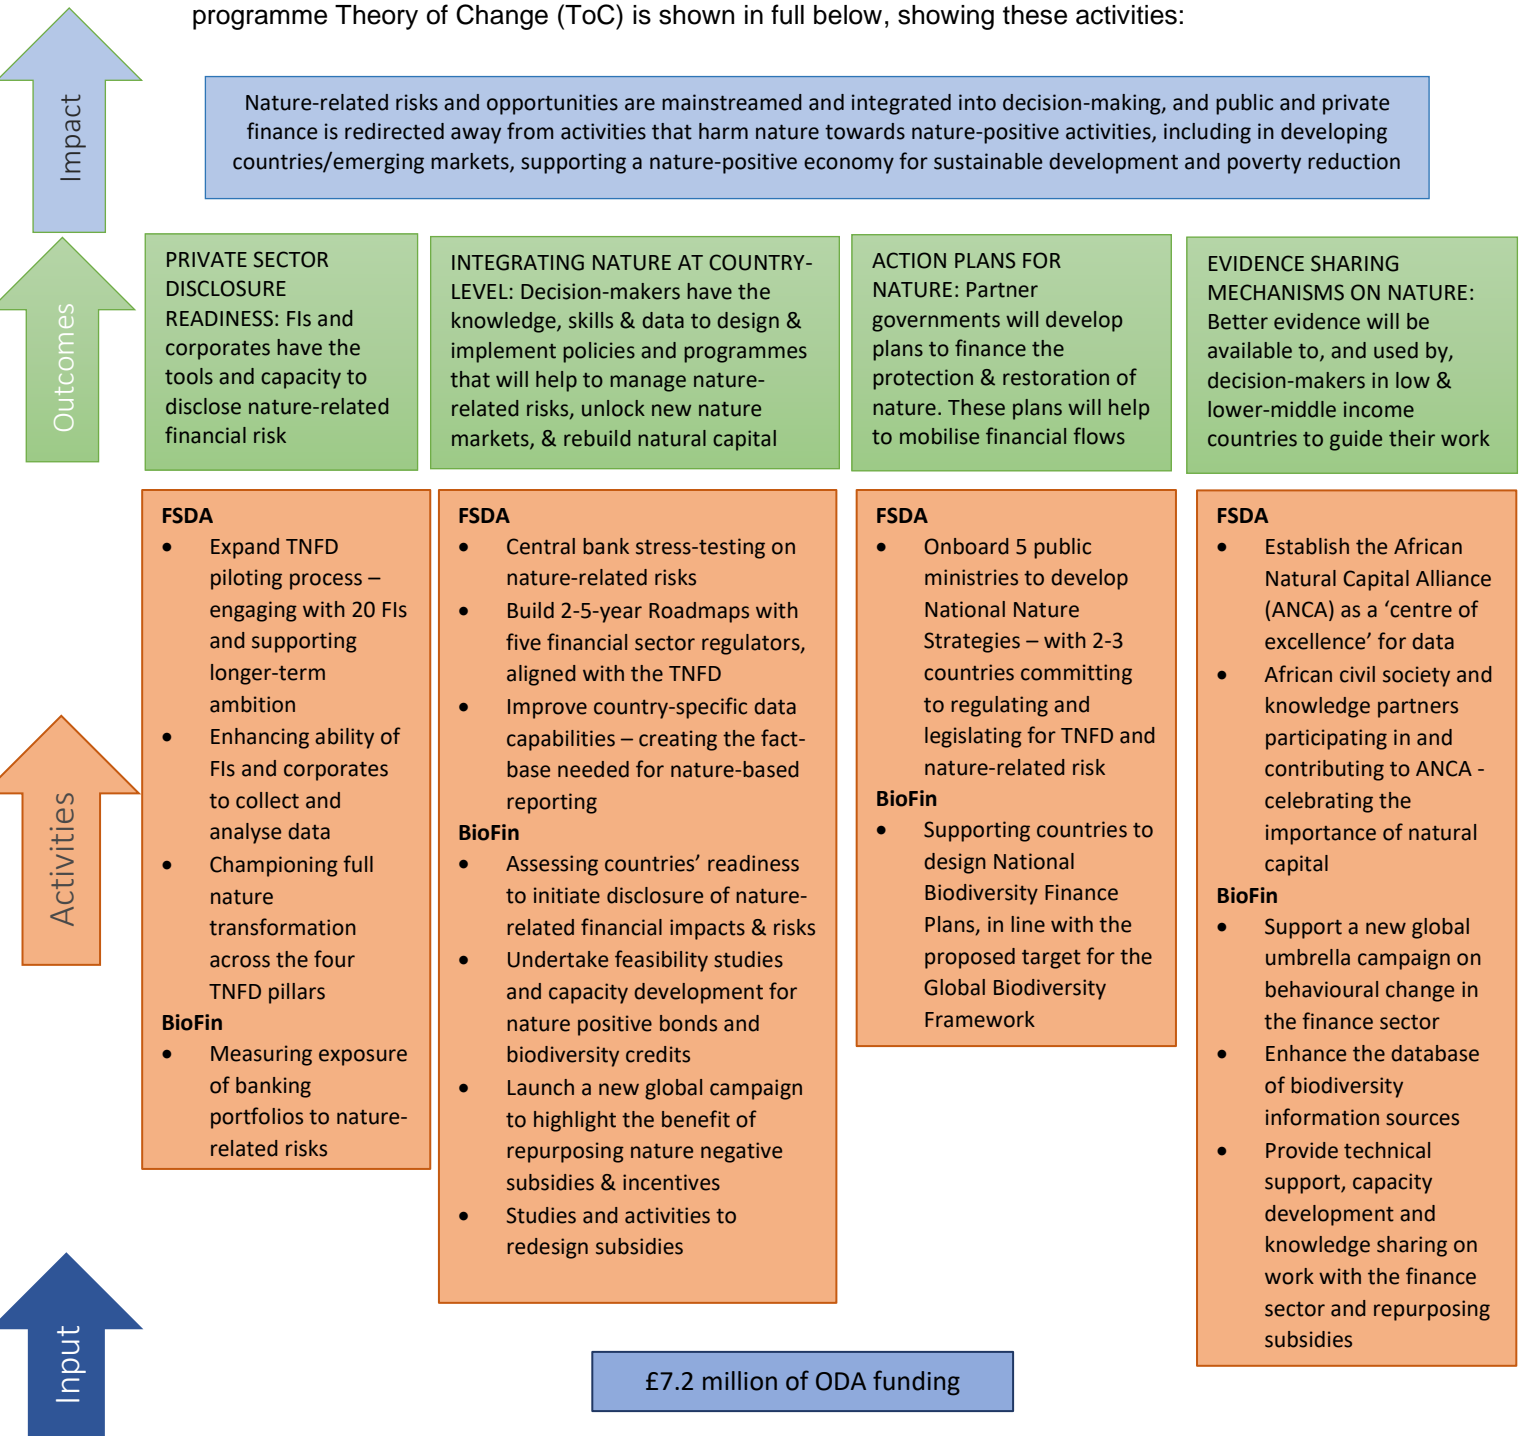 programme Theory of Change (ToC) is shown in full below, showing these activities:
Impact
Nature-related risks and opportunities are mainstreamed and integrated into decision-making, and public and private
finance is redirected away from activities that harm nature towards nature-positive activities, including in developing
countries/emerging markets, supporting a nature-positive economy for sustainable development and poverty reduction
Outcomes
PRIVATE SECTOR
DISCLOSURE
READINESS: FIs and
corporates have the
tools and capacity to
disclose nature-related
financial risk
INTEGRATING NATURE AT COUNTRY-
LEVEL: Decision-makers have the
knowledge, skills & data to design &
implement policies and programmes
that will help to manage nature-
related risks, unlock new nature
markets, & rebuild natural capital
ACTION PLANS FOR
NATURE: Partner
governments will develop
plans to finance the
protection & restoration of
nature. These plans will help
to mobilise financial flows
EVIDENCE SHARING
MECHANISMS ON NATURE:
Better evidence will be
available to, and used by,
decision-makers in low &
lower-middle income
countries to guide their work
Activities
FSDA
• Expand TNFD
piloting process –
engaging with 20 FIs
and supporting
longer-term
ambition
• Enhancing ability of
FIs and corporates
to collect and
analyse data
• Championing full
nature
transformation
across the four
TNFD pillars
BioFin
• Measuring exposure
of banking
portfolios to nature-
related risks
FSDA
• Central bank stress-testing on
nature-related risks
• Build 2-5-year Roadmaps with
five financial sector regulators,
aligned with the TNFD
• Improve country-specific data
capabilities – creating the fact-
base needed for nature-based
reporting
BioFin
• Assessing countries’ readiness
to initiate disclosure of nature-
related financial impacts & risks
• Undertake feasibility studies
and capacity development for
nature positive bonds and
biodiversity credits
• Launch a new global campaign
to highlight the benefit of
repurposing nature negative
subsidies & incentives
• Studies and activities to
redesign subsidies
FSDA
• Onboard 5 public
ministries to develop
National Nature
Strategies – with 2-3
countries committing
to regulating and
legislating for TNFD and
nature-related risk
BioFin
• Supporting countries to
design National
Biodiversity Finance
Plans, in line with the
proposed target for the
Global Biodiversity
Framework
FSDA
• Establish the African
Natural Capital Alliance
(ANCA) as a ‘centre of
excellence’ for data
• African civil society and
knowledge partners
participating in and
contributing to ANCA -
celebrating the
importance of natural
capital
BioFin
• Support a new global
umbrella campaign on
behavioural change in
the finance sector
• Enhance the database
of biodiversity
information sources
• Provide technical
support, capacity
development and
knowledge sharing on
work with the finance
sector and repurposing
subsidies
Input
£7.2 million of ODA funding